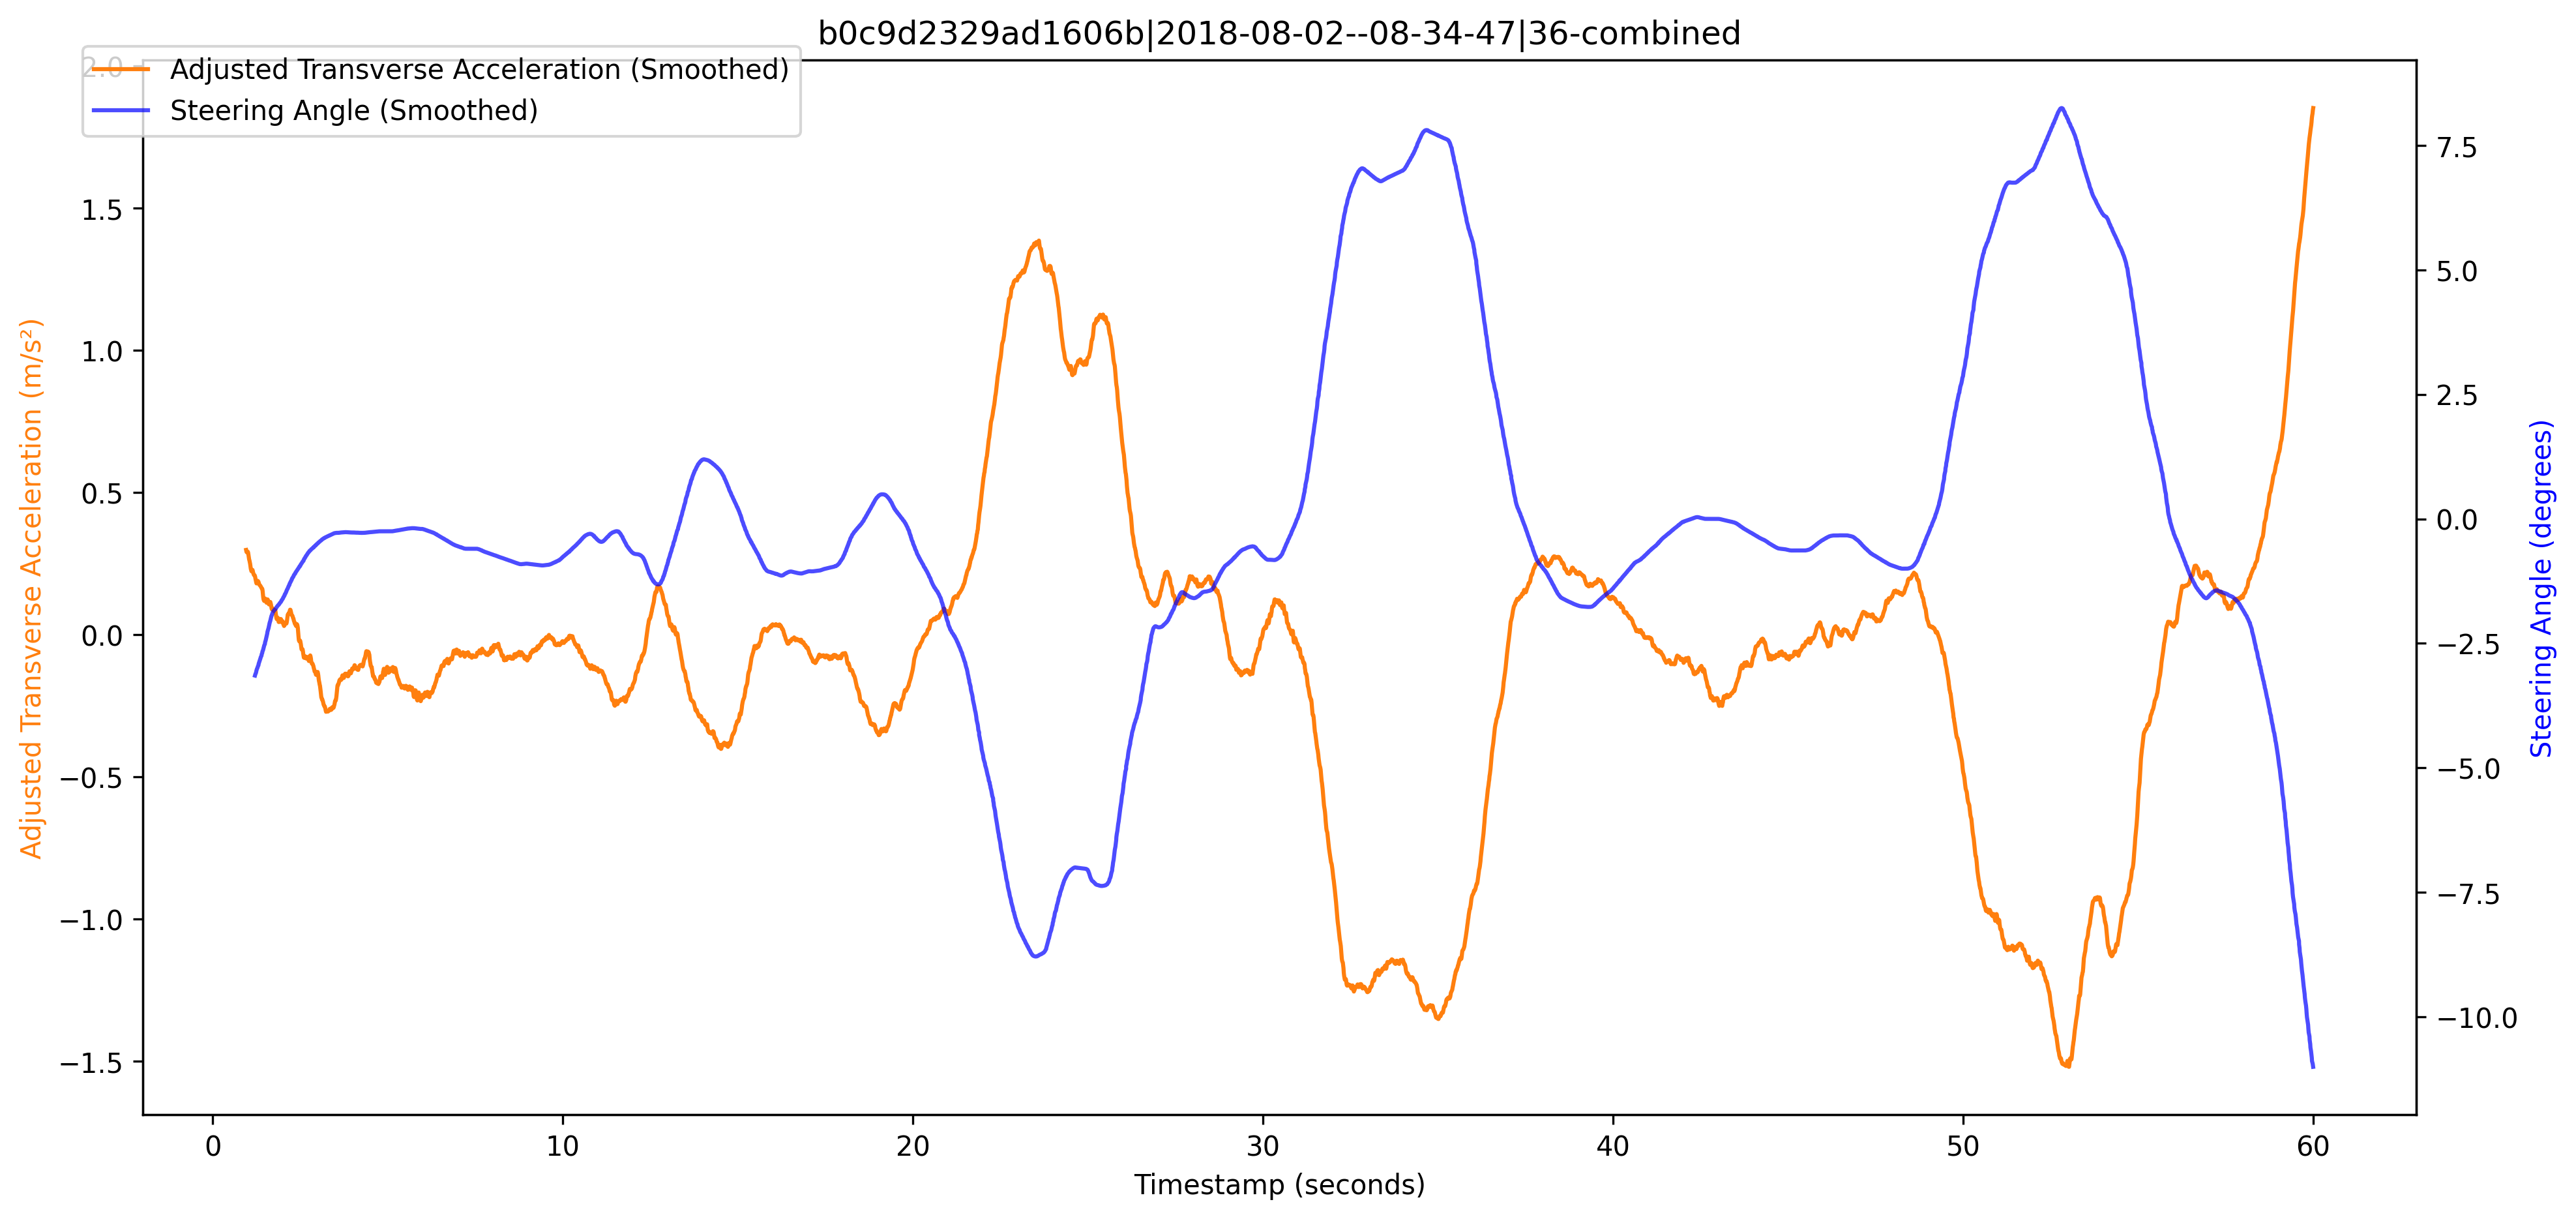 b0c9d2329ad1606b|2018-08-02--08-34-47|36-combined
Adjusted Transverse Acceleration (Smoothed)
Steering Angle (Smoothed)
Adjusted Transverse Acceleration (m/s²)
2.0
1.5
1.0
0.5
0.0
−0.5
−1.0
−1.5
7.5
5.0
2.5
0.0
−2.5
−5.0
−7.5
−10.0
Steering Angle (degrees)
0 10 20 30 40 50 60
Timestamp (seconds)